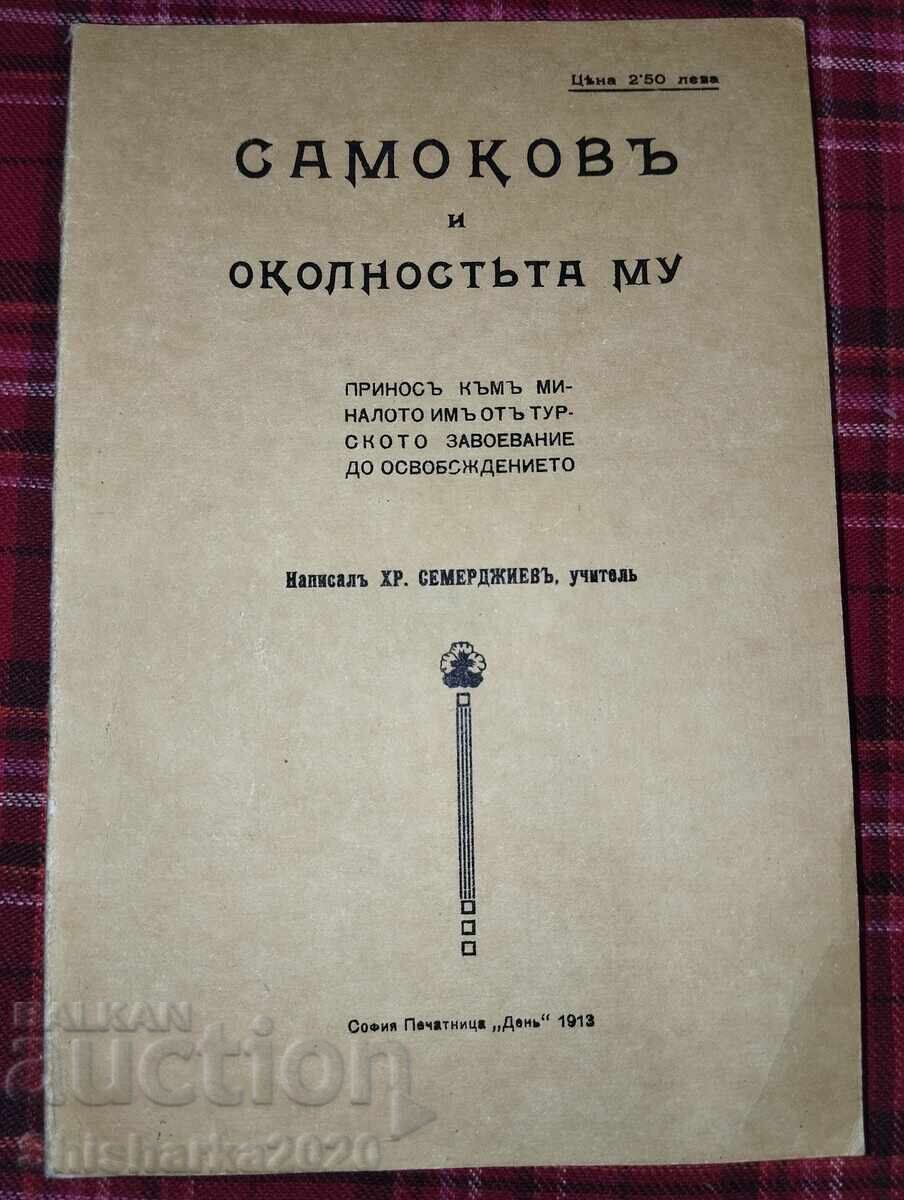 Цѣна 2·50 лева
САМОКОВЪ
и
ОКОЛНОСТЬТА МУ
ПРИНОСЪ КЪМЪ МИ-
НАЛОТО ИМЪ ОТЪ ТУР-
СКОТО ЗАВОЕВАНИЕ
ДО ОСВОБОЖДЕНИЕТО
Написалъ ХР. СЕМЕРДЖИЕВЪ, учитель
София Печатница „День“ 1913
BALKAN
auction
shisharka2020